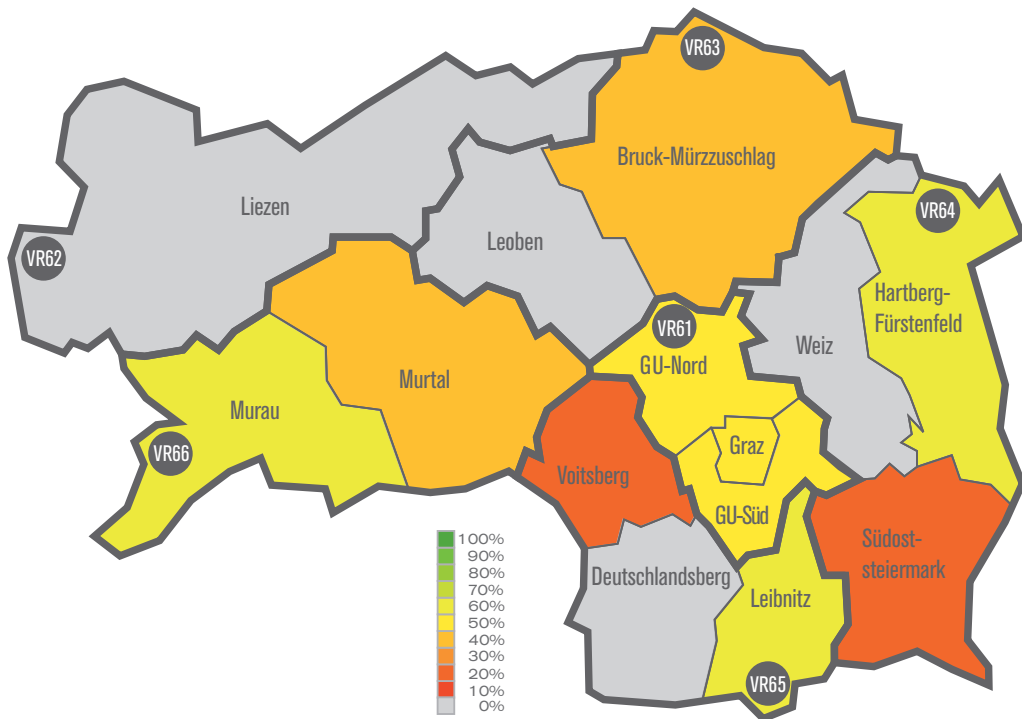 VR63
Bruck-Mürzzuschlag
Liezen
VR64
Leoben
VR62
Hartberg-
Fürstenfeld
VR61
Weiz
GU-Nord
Murtal
Murau
Graz
VR66
Voitsberg
GU-Süd
Südost-
steiermark
100%
90%
80%
70%
60%
50%
40%
30%
20%
10%
0%
Deutschlandsberg
Leibnitz
VR65